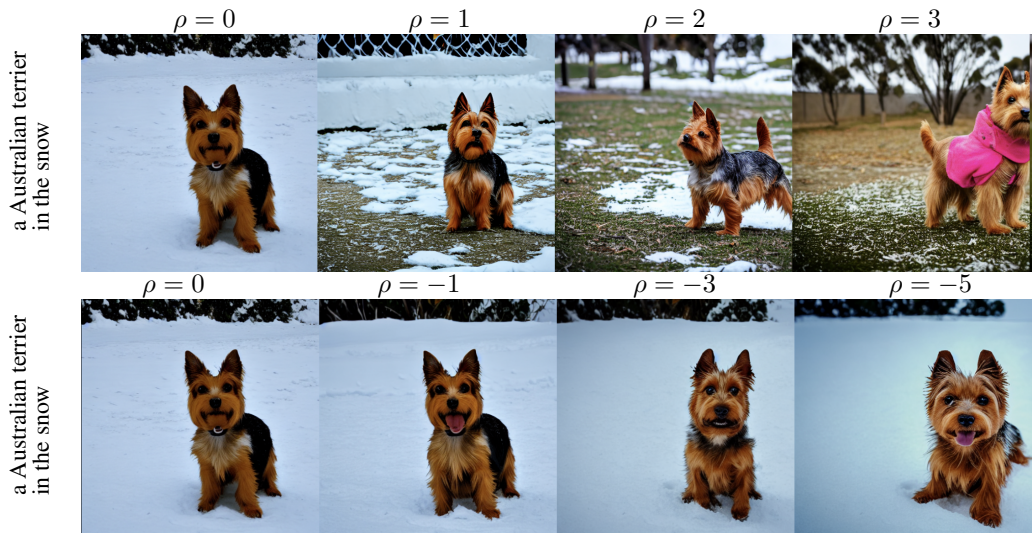 ρ = 0 ρ = 1 ρ = 2 ρ = 3
a Australian terrier
in the snow
ρ = 0 ρ = −1 ρ = −3 ρ = −5
a Australian terrier
in the snow